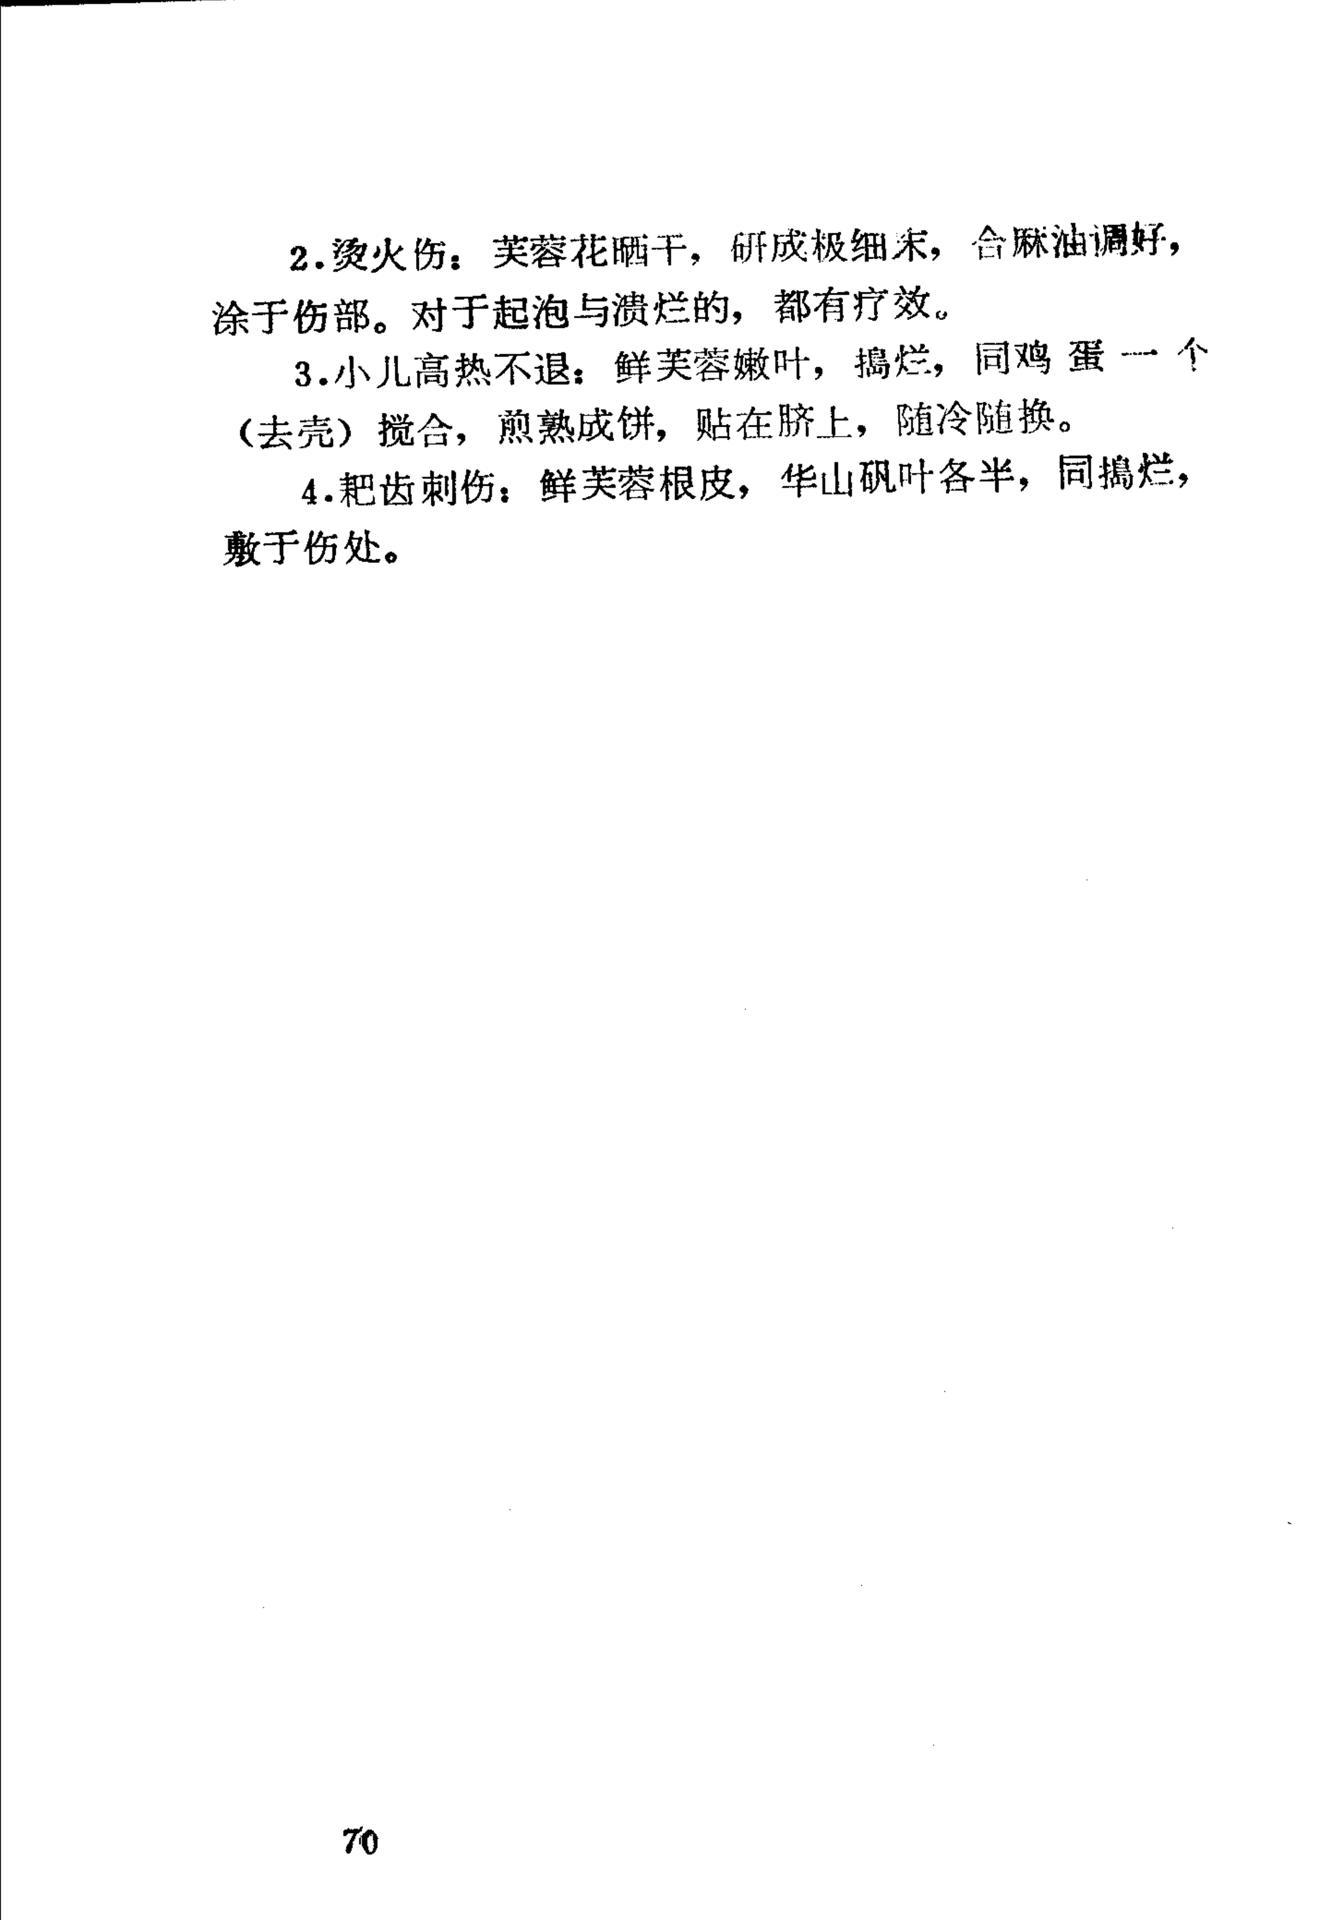 2.烫火伤：芙蓉花晒干，研成极细末，合麻油调好，
涂于伤部。对于起泡与溃烂的，都有疗效。
3.小儿高热不退：鲜芙蓉嫩叶，搗烂，同鸡蛋一个
（去壳）搅合，煎熟成饼，贴在脐上，随冷随换。
4.耙齿刺伤：鲜芙蓉根皮，华山矾叶各半，同搗烂，
敷于伤处。
70